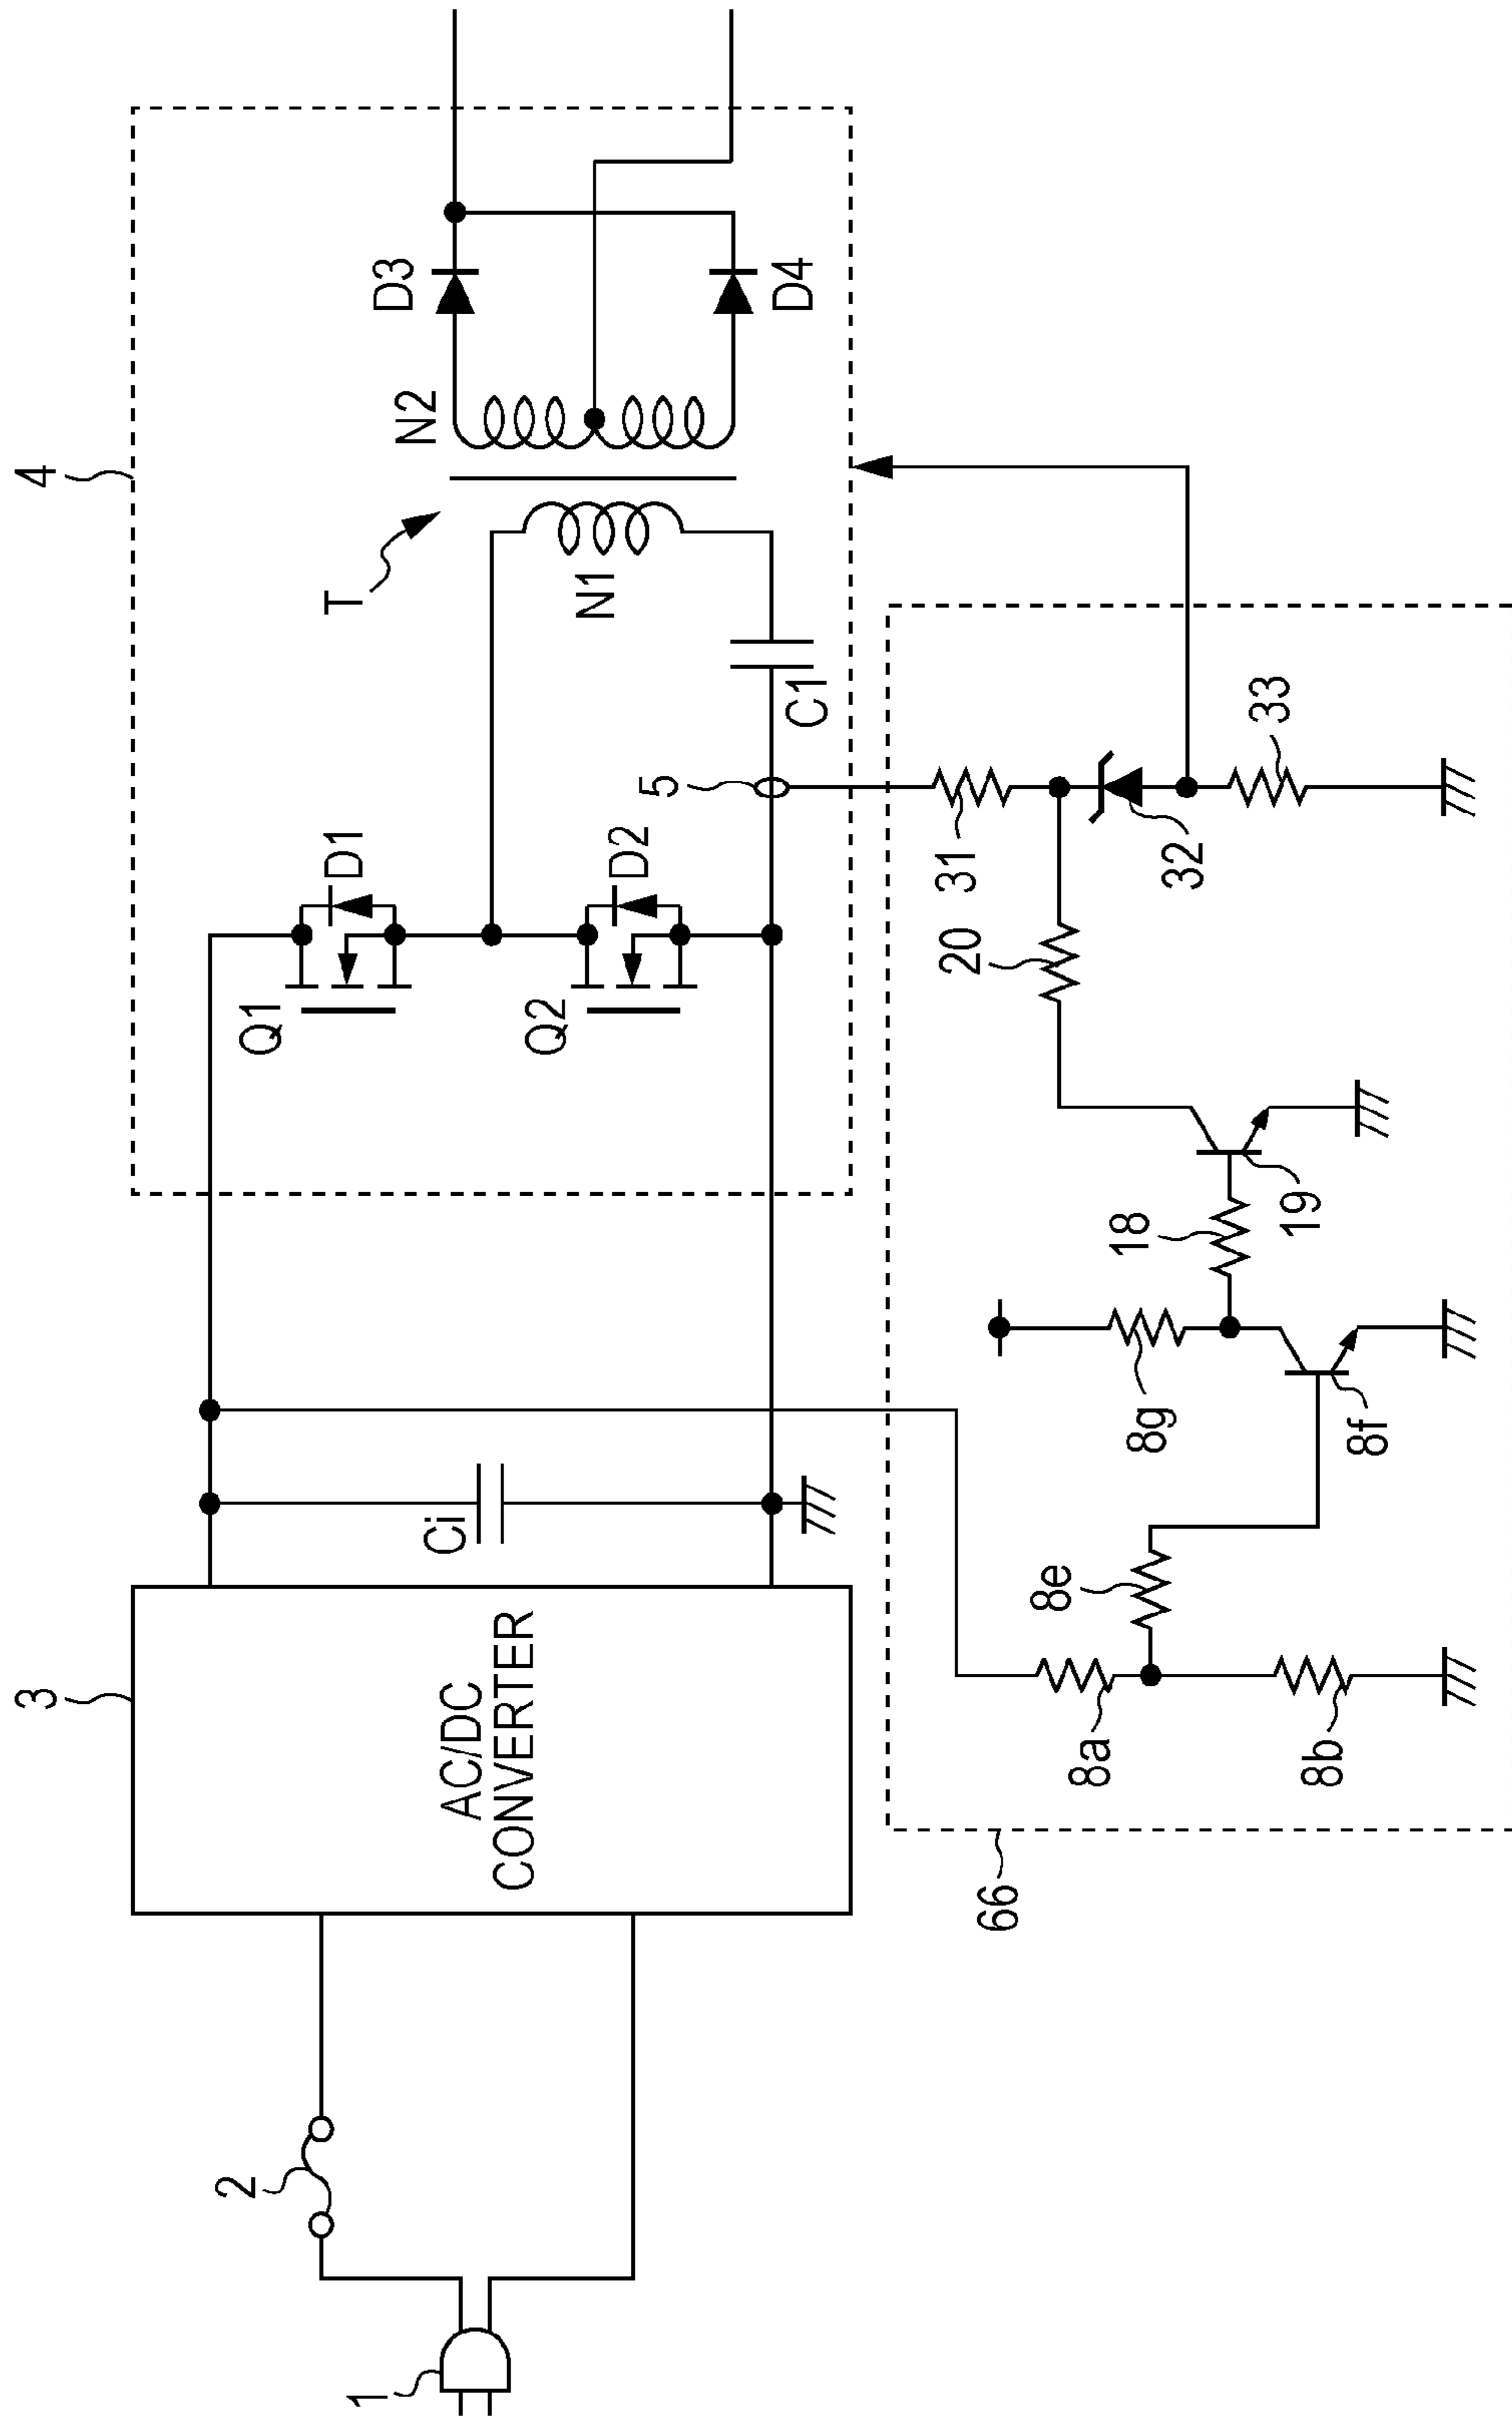 4
T
N2
D3
D4
N1
C1
5
D1
D2
Q1
Q2
3
AC/DC
CONVERTER
Ci
2
1
66
31
32
33
20
18
19
8g
8f
8e
8a
8b